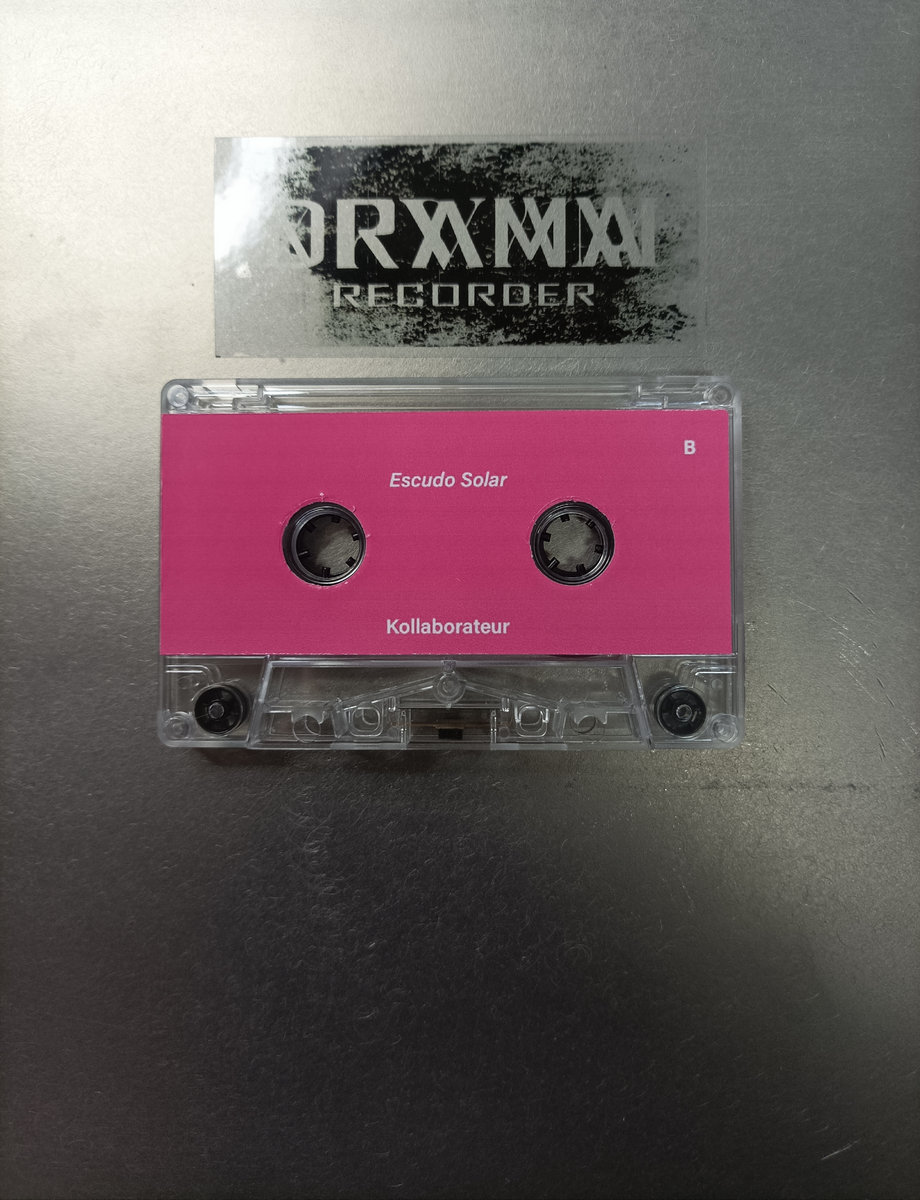 RECORDER
B
Escudo Solar
Kollaborateur